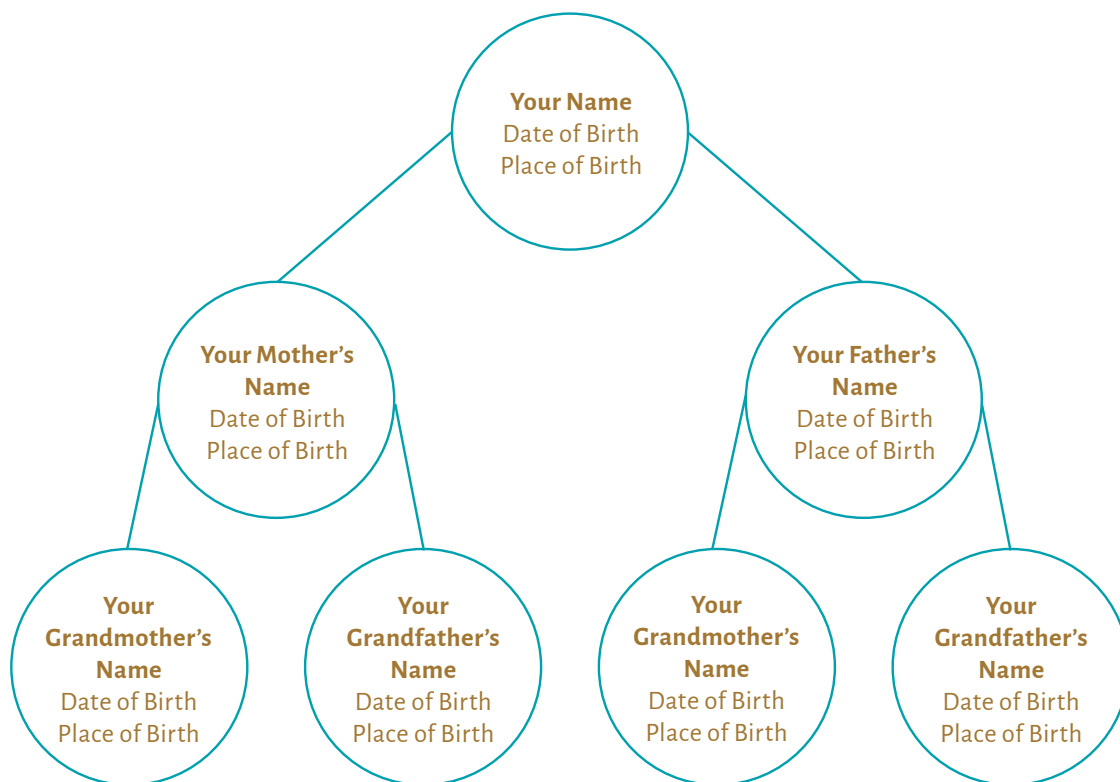 Your Name
Date of Birth
Place of Birth
Your Mother’s
Name
Date of Birth
Place of Birth
Your Father’s
Name
Date of Birth
Place of Birth
Your
Grandmother’s
Name
Date of Birth
Place of Birth
Your
Grandfather’s
Name
Date of Birth
Place of Birth
Your
Grandmother’s
Name
Date of Birth
Place of Birth
Your
Grandfather’s
Name
Date of Birth
Place of Birth